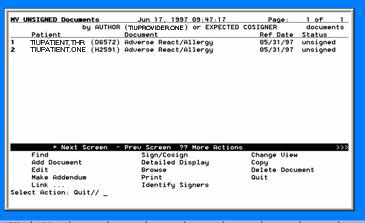 MY UNSIGNED Documents Jun 17, 1997 09:47:17 Page: 1 of 1
by AUTHOR (TIUPROVIDER,ONE) or EXPECTED COSIGNER documents
Patient Document Ref Date Status
1 TIUPATIENT,THR (D6572) Adverse React/Allergy 05/31/97 unsigned
2 TIUPATIENT,ONE (H2591) Adverse React/Allergy 05/31/97 unsigned
+ Next Screen - Prev Screen ?? More Actions >>>
Find Sign/Cosign Change View
Add Document Detailed Display Copy
Edit Browse Delete Document
Make Addendum Print Quit
Link ... Identify Signers
Select Action: Quit// _